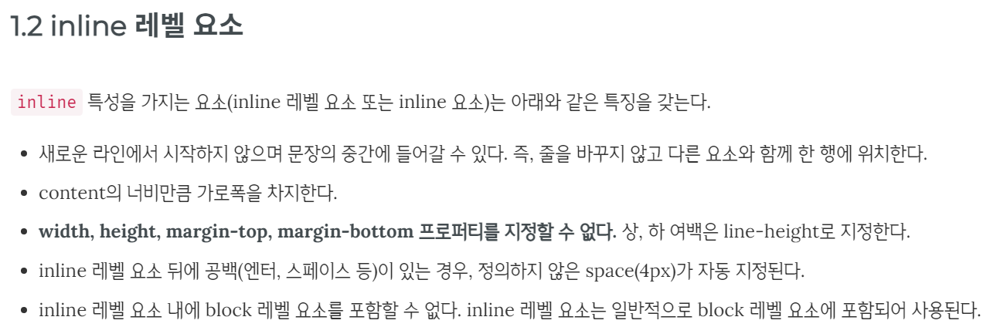 1.2 inline 레벨 요소
inline 특성을 가지는 요소(inline 레벨 요소 또는 inline 요소)는 아래와 같은 특징을 갖는다.
• 새로운 라인에서 시작하지 않으며 문장의 중간에 들어갈 수 있다. 즉, 줄을 바꾸지 않고 다른 요소와 함께 한 행에 위치한다.
• content의 너비만큼 가로폭을 차지한다.
• width, height, margin-top, margin-bottom 프로퍼티를 지정할 수 없다. 상, 하 여백은 line-height로 지정한다.
• inline 레벨 요소 뒤에 공백(엔터, 스페이스 등)이 있는 경우, 정의하지 않은 space(4px)가 자동 지정된다.
• inline 레벨 요소 내에 block 레벨 요소를 포함할 수 없다. inline 레벨 요소는 일반적으로 block 레벨 요소에 포함되어 사용된다.